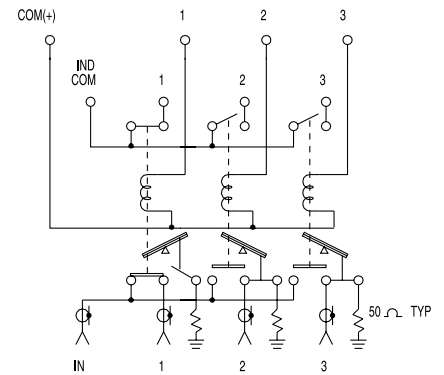 COM(+) 1 2 3
IND
COM
1 2 3
50 Ω TYP
IN 1 2 3